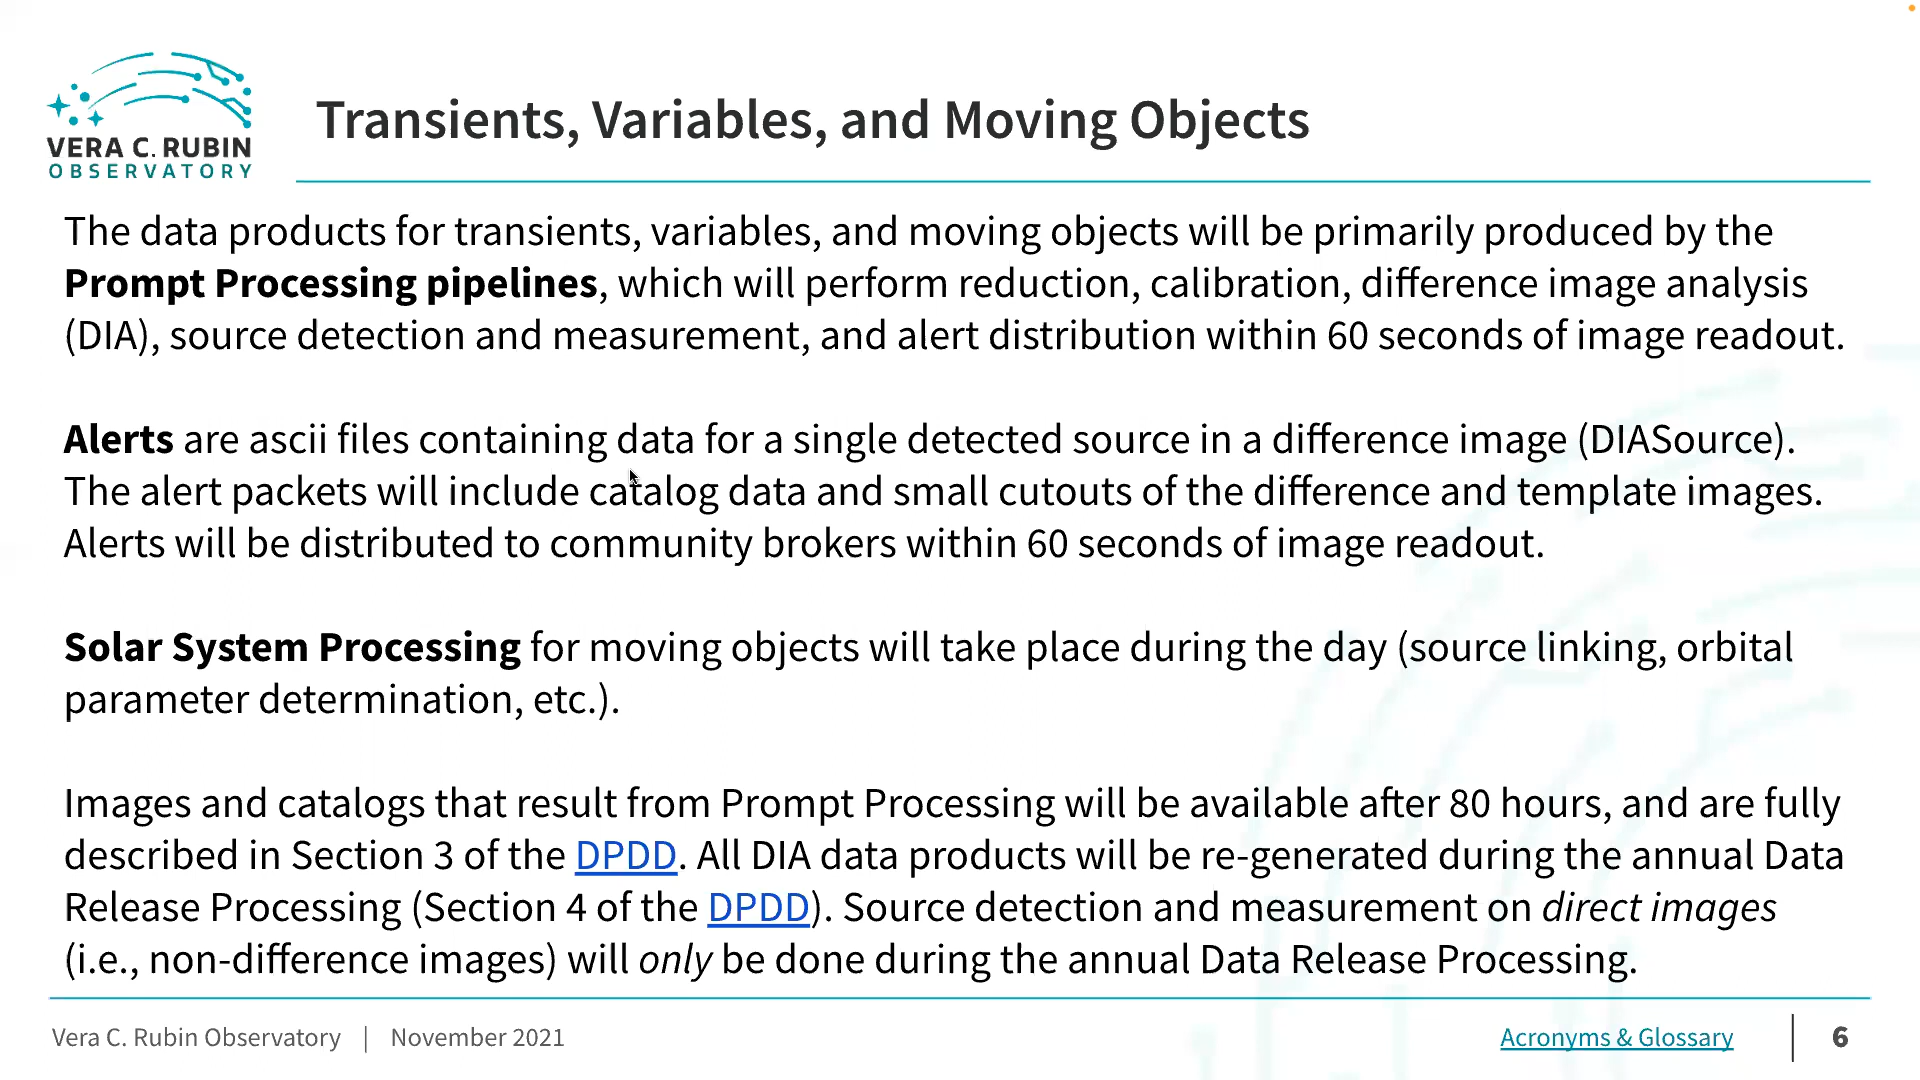 VERA C. RUBIN
OBSERVATORY
Transients, Variables, and Moving Objects
The data products for transients, variables, and moving objects will be primarily produced by the
Prompt Processing pipelines, which will perform reduction, calibration, difference image analysis
(DIA), source detection and measurement, and alert distribution within 60 seconds of image readout.
Alerts are ascii files containing data for a single detected source in a difference image (DIASource).
The alert packets will include catalog data and small cutouts of the difference and template images.
Alerts will be distributed to community brokers within 60 seconds of image readout.
Solar System Processing for moving objects will take place during the day (source linking, orbital
parameter determination, etc.).
Images and catalogs that result from Prompt Processing will be available after 80 hours, and are fully
described in Section 3 of the DPDD. All DIA data products will be re-generated during the annual Data
Release Processing (Section 4 of the DPDD). Source detection and measurement on direct images
(i.e., non-difference images) will only be done during the annual Data Release Processing.
Vera C. Rubin Observatory | November 2021
Acronyms & Glossary | 6